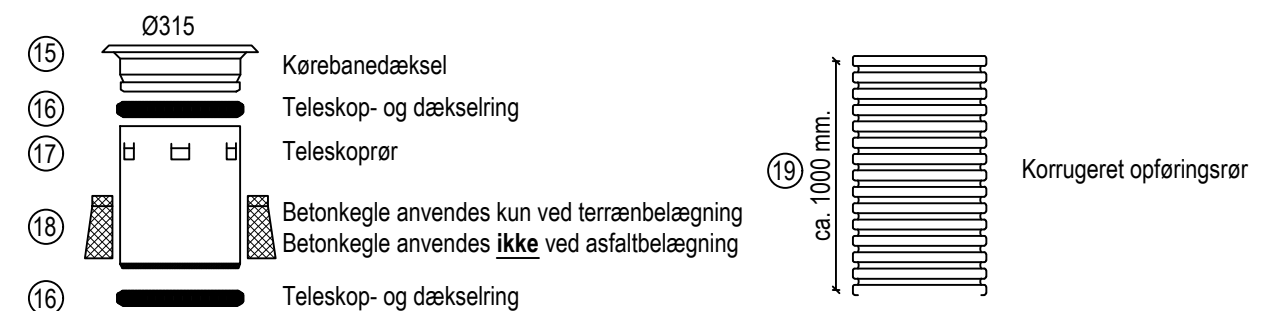 Ø315
15
Kørebanedæksel
16
Teleskop- og dækselring
17
Teleskoprør
18
Betonkegle anvendes kun ved terrænbelægning
Betonkegle anvendes ikke ved asfaltbelægning
16
Teleskop- og dækselring
19
ca. 1000 mm.
Korrugeret opføringsrør